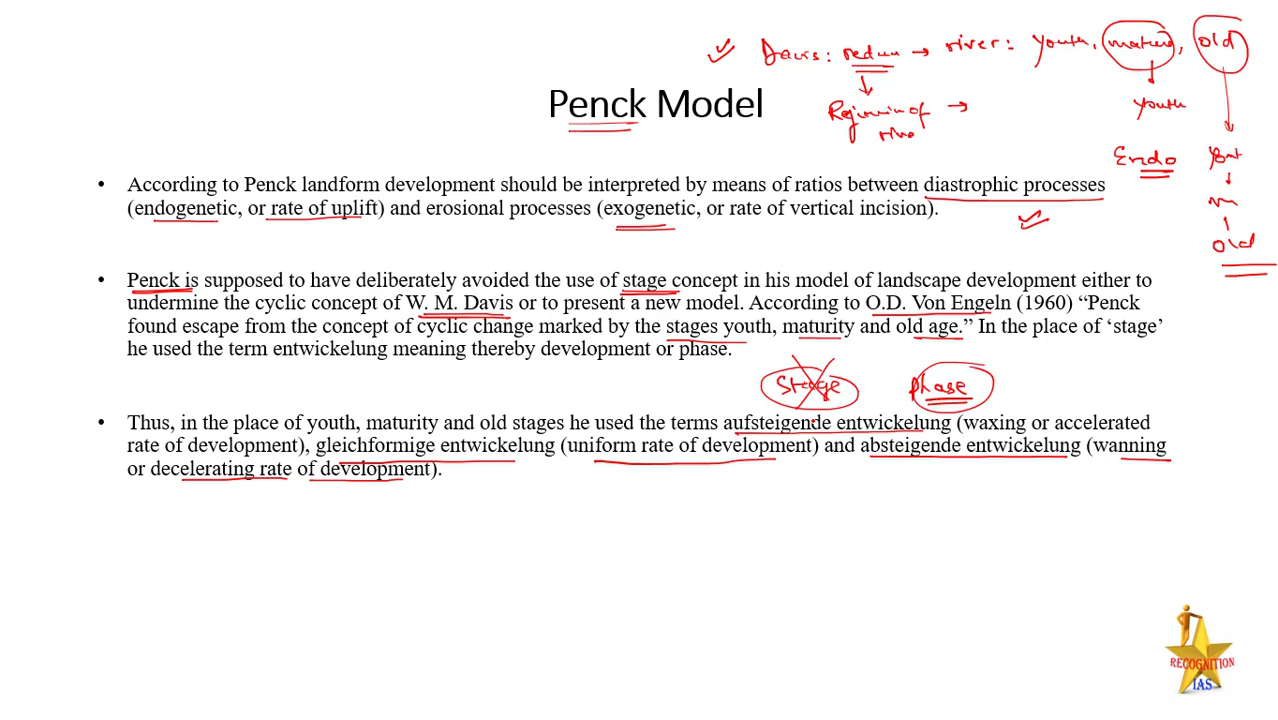 Davis: → river: Youth, mature, old
Youth
→
Endo
old
Penck Model
• According to Penck landform development should be interpreted by means of ratios between diastrophic processes
(endogenetic, or rate of uplift) and erosional processes (exogenetic, or rate of vertical incision).
• Penck is supposed to have deliberately avoided the use of stage concept in his model of landscape development either to
undermine the cyclic concept of W. M. Davis or to present a new model. According to O.D. Von Engeln (1960) “Penck
found escape from the concept of cyclic change marked by the stages youth, maturity and old age.” In the place of ‘stage’
he used the term entwickelung meaning thereby development or phase.
Stage phase
• Thus, in the place of youth, maturity and old stages he used the terms aufsteigende entwickelung (waxing or accelerated
rate of development), gleichformige entwickelung (uniform rate of development) and absteigende entwickelung (wanning
or decelerating rate of development).
RECOGNITION
IAS